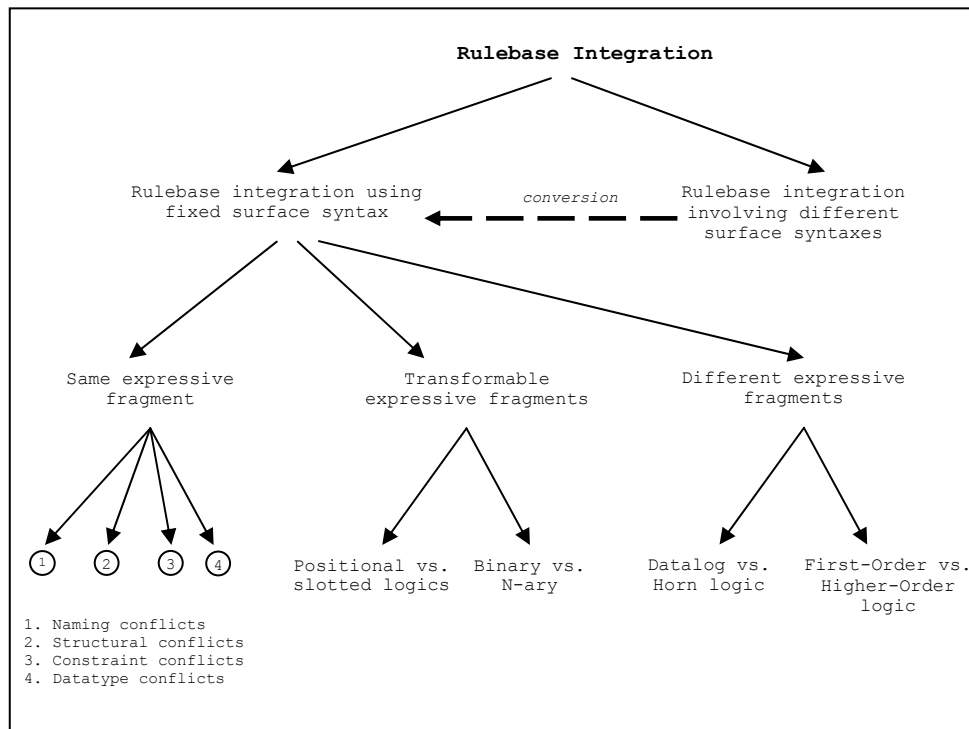 Rulebase Integration
Rulebase integration using
fixed surface syntax
conversion
Rulebase integration
involving different
surface syntaxes
Same expressive
fragment
Transformable
expressive fragments
Different expressive
fragments
1
2
3
4
Positional vs.
slotted logics
Binary vs.
N-ary
Datalog vs.
Horn logic
First-Order vs.
Higher-Order
logic
1. Naming conflicts
2. Structural conflicts
3. Constraint conflicts
4. Datatype conflicts